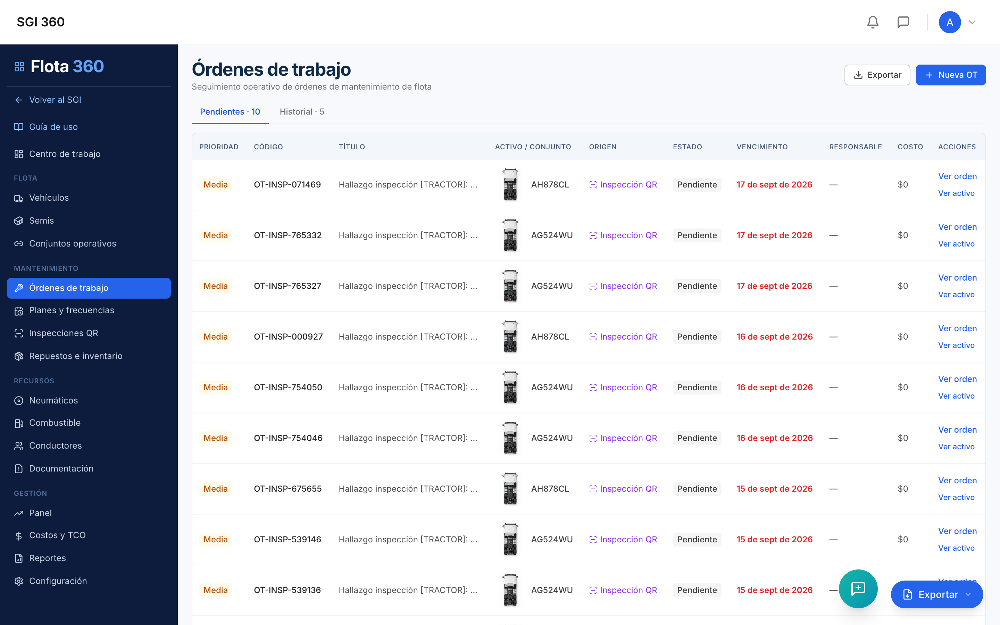 SGI 360
A
Flota 360
Volver al SGI
Guía de uso
Centro de trabajo
FLOTA
Vehículos
Semis
Conjuntos operativos
MANTENIMIENTO
Órdenes de trabajo
Planes y frecuencias
Inspecciones QR
Repuestos e inventario
RECURSOS
Neumáticos
Combustible
Conductores
Documentación
GESTIÓN
Panel
Costos y TCO
Reportes
Configuración
Órdenes de trabajo
Seguimiento operativo de órdenes de mantenimiento de flota
Exportar
Nueva OT
Pendientes · 10 Historial · 5
PRIORIDAD CÓDIGO TÍTULO ACTIVO / CONJUNTO ORIGEN ESTADO VENCIMIENTO RESPONSABLE COSTO ACCIONES
Media OT-INSP-071469 Hallazgo inspección [TRACTOR]: ... AH878CL Inspección QR Pendiente 17 de sept de 2026 — $0 Ver orden
Ver activo
Media OT-INSP-765332 Hallazgo inspección [TRACTOR]: ... AG524WU Inspección QR Pendiente 17 de sept de 2026 — $0 Ver orden
Ver activo
Media OT-INSP-765327 Hallazgo inspección [TRACTOR]: ... AG524WU Inspección QR Pendiente 17 de sept de 2026 — $0 Ver orden
Ver activo
Media OT-INSP-000927 Hallazgo inspección [TRACTOR]: ... AH878CL Inspección QR Pendiente 16 de sept de 2026 — $0 Ver orden
Ver activo
Media OT-INSP-754050 Hallazgo inspección [TRACTOR]: ... AG524WU Inspección QR Pendiente 16 de sept de 2026 — $0 Ver orden
Ver activo
Media OT-INSP-754046 Hallazgo inspección [TRACTOR]: ... AG524WU Inspección QR Pendiente 16 de sept de 2026 — $0 Ver orden
Ver activo
Media OT-INSP-675655 Hallazgo inspección [TRACTOR]: ... AH878CL Inspección QR Pendiente 15 de sept de 2026 — $0 Ver orden
Ver activo
Media OT-INSP-539146 Hallazgo inspección [TRACTOR]: ... AG524WU Inspección QR Pendiente 15 de sept de 2026 — $0 Ver orden
Ver activo
Media OT-INSP-539136 Hallazgo inspección [TRACTOR]: ... AG524WU Inspección QR Pendiente 15 de sept de 2026 —
Exportar